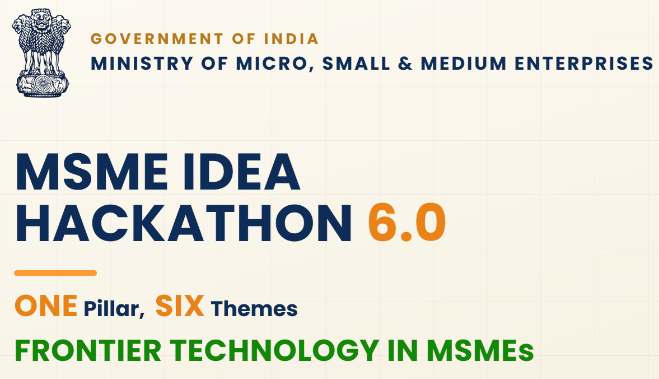 GOVERNMENT OF INDIA
MINISTRY OF MICRO, SMALL & MEDIUM ENTERPRISES
MSME IDEA
HACKATHON 6.0
ONE Pillar, SIX Themes
FRONTIER TECHNOLOGY IN MSMEs